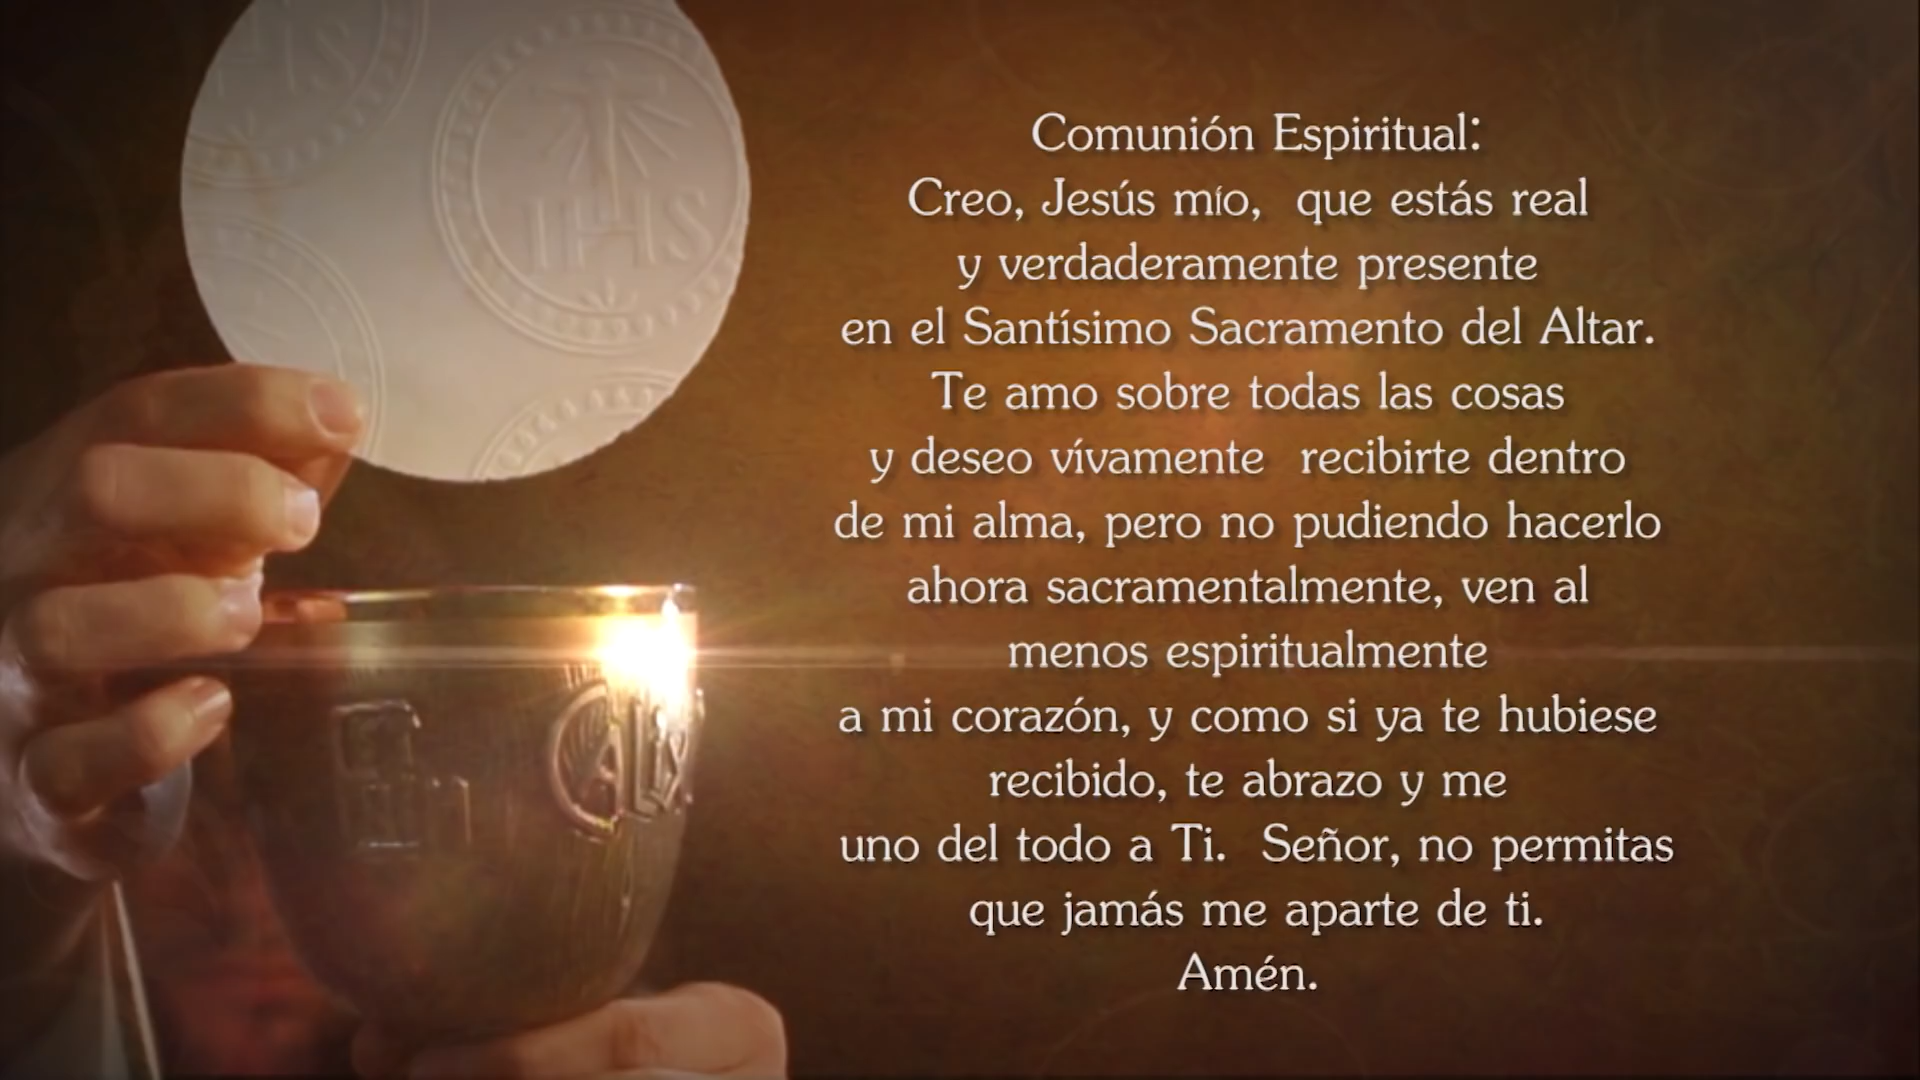 Comunión Espiritual:
Creo, Jesús mío, que estás real
y verdaderamente presente
en el Santísimo Sacramento del Altar.
Te amo sobre todas las cosas
y deseo vívamente recibirte dentro
de mi alma, pero no pudiendo hacerlo
ahora sacramentalmente, ven al
menos espiritualmente
a mi corazón, y como si ya te hubiese
recibido, te abrazo y me
uno del todo a Ti. Señor, no permitas
que jamás me aparte de ti.
Amén.
IHS
CALIX